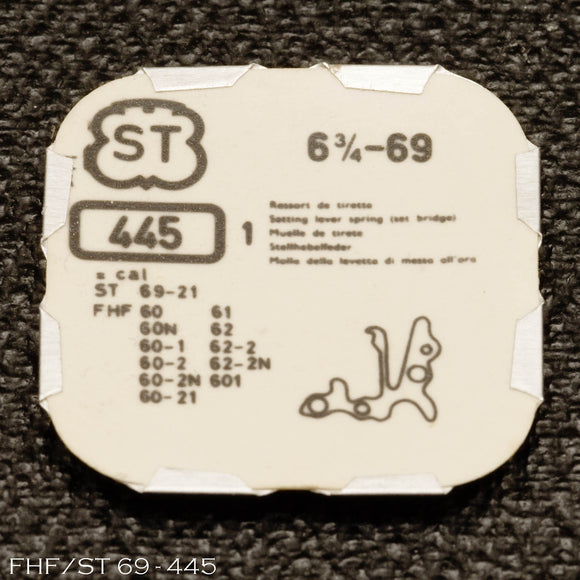 ST
6 3/4-69
445
1
Ressort de tirette
Setting lever spring (set bridge)
Muelle de tirete
Stellhebelfeder
Molla della levetta di messa all'ora
= cal
ST 69-21
FHF 60 61
60N 62
60-1 62-2
60-2 62-2N
60-2N 601
60-21
FHF/ST 69 - 445